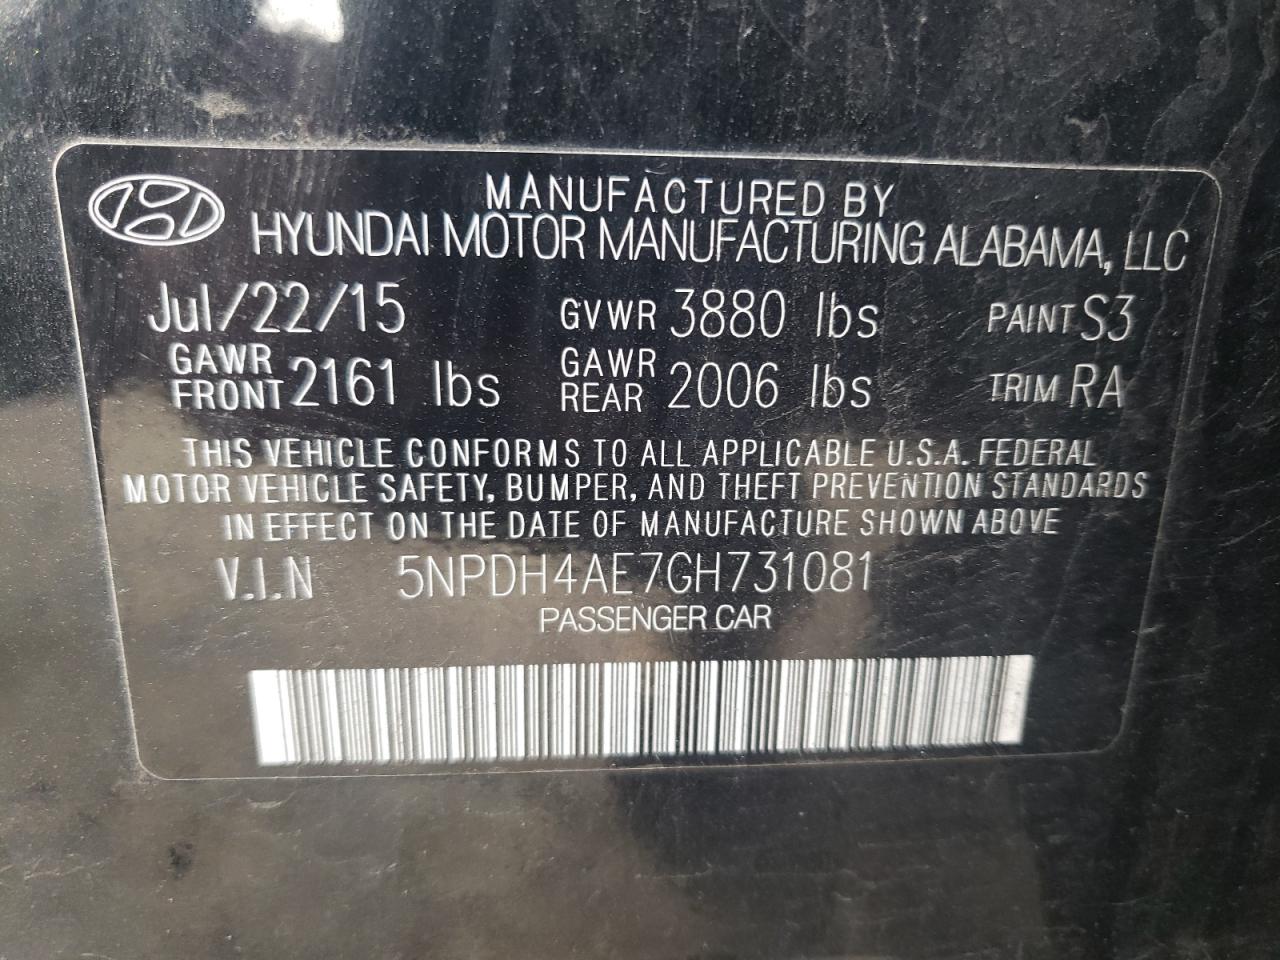 MANUFACTURED BY
HYUNDAI MOTOR MANUFACTURING ALABAMA, LLC
Jul/22/15 GVWR 3880 lbs PAINT S3
GAWR FRONT 2161 lbs GAWR REAR 2006 lbs TRIM RA
THIS VEHICLE CONFORMS TO ALL APPLICABLE U.S.A. FEDERAL
MOTOR VEHICLE SAFETY, BUMPER, AND THEFT PREVENTION STANDARDS
IN EFFECT ON THE DATE OF MANUFACTURE SHOWN ABOVE
V.I.N 5NPDH4AE7GH731081
PASSENGER CAR